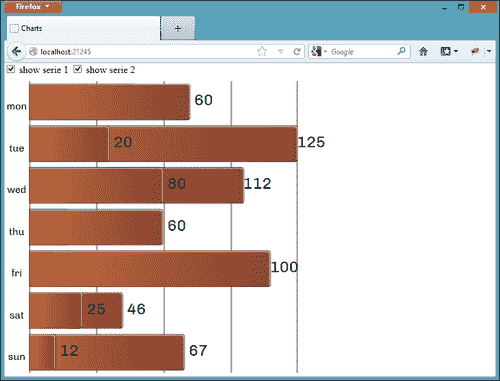 Firefox
Charts
localhost:21245
Google
show serie 1 show serie 2
mon 60
tue 20 125
wed 80 112
thu 60
fri 100
sat 25 46
sun 12 67